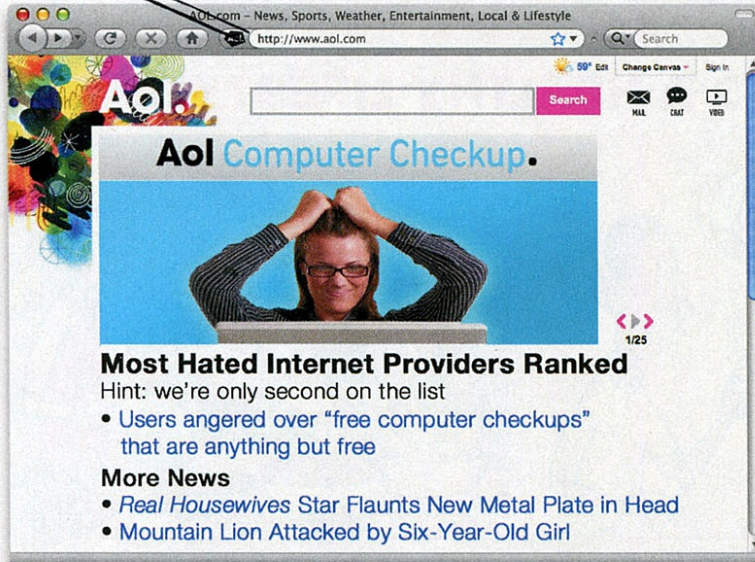 AOL.com – News, Sports, Weather, Entertainment, Local & Lifestyle
http://www.aol.com
Search
59° Edit
Change Canvas
Sign In
Aol.
Search
MAIL
CHAT
VIDEO
Aol Computer Checkup.
1/25
Most Hated Internet Providers Ranked
Hint: we're only second on the list
• Users angered over "free computer checkups"
that are anything but free
More News
• Real Housewives Star Flaunts New Metal Plate in Head
• Mountain Lion Attacked by Six-Year-Old Girl